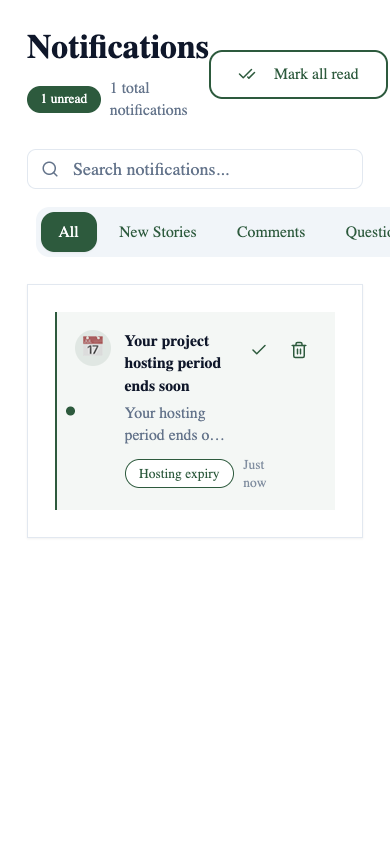 Notifications
Mark all read
1 unread
1 total
notifications
Search notifications...
All
New Stories
Comments
Questio
17
Your project
hosting period
ends soon
Your hosting
period ends o…
Hosting expiry
Just
now